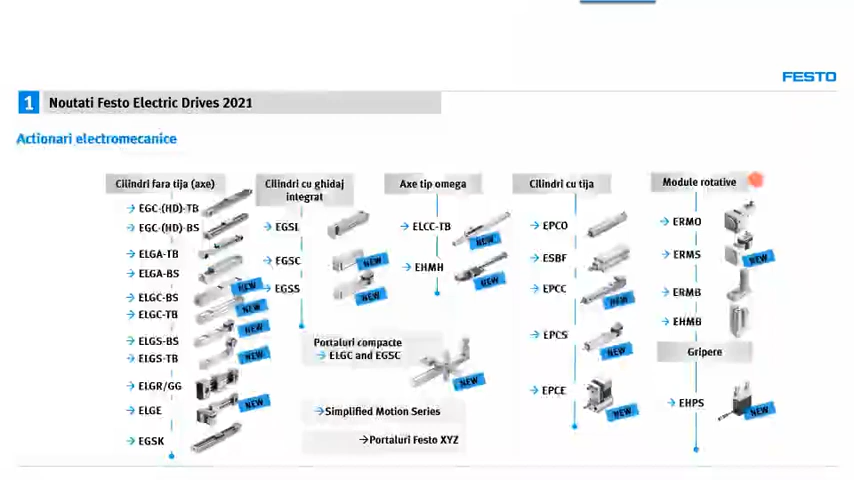 FESTO
1 Noutati Festo Electric Drives 2021
Actionari electromecanice
Cilindri fara tija (axe)
EGC-(HD)-TB
EGC-(HD)-BS
ELGA-TB
ELGA-BS
ELGC-BS
NEW
ELGC-TB
NEW
ELGS-BS
NEW
ELGS-TB
NEW
ELGR/GG
ELGE
NEW
EGSK
Cilindri cu ghidaj
integrat
EGSL
EGSC
NEW
EGSS
NEW
Portaluri compacte
ELGC and EGSC
NEW
Simplified Motion Series
Portaluri Festo XYZ
Axe tip omega
ELCC-TB
NEW
EHMH
NEW
Cilindri cu tija
EPCO
ESBF
EPCC
NEW
EPCS
NEW
EPCE
NEW
Module rotative
ERMO
ERMS
NEW
ERMB
EHMB
Gripere
EHPS
NEW